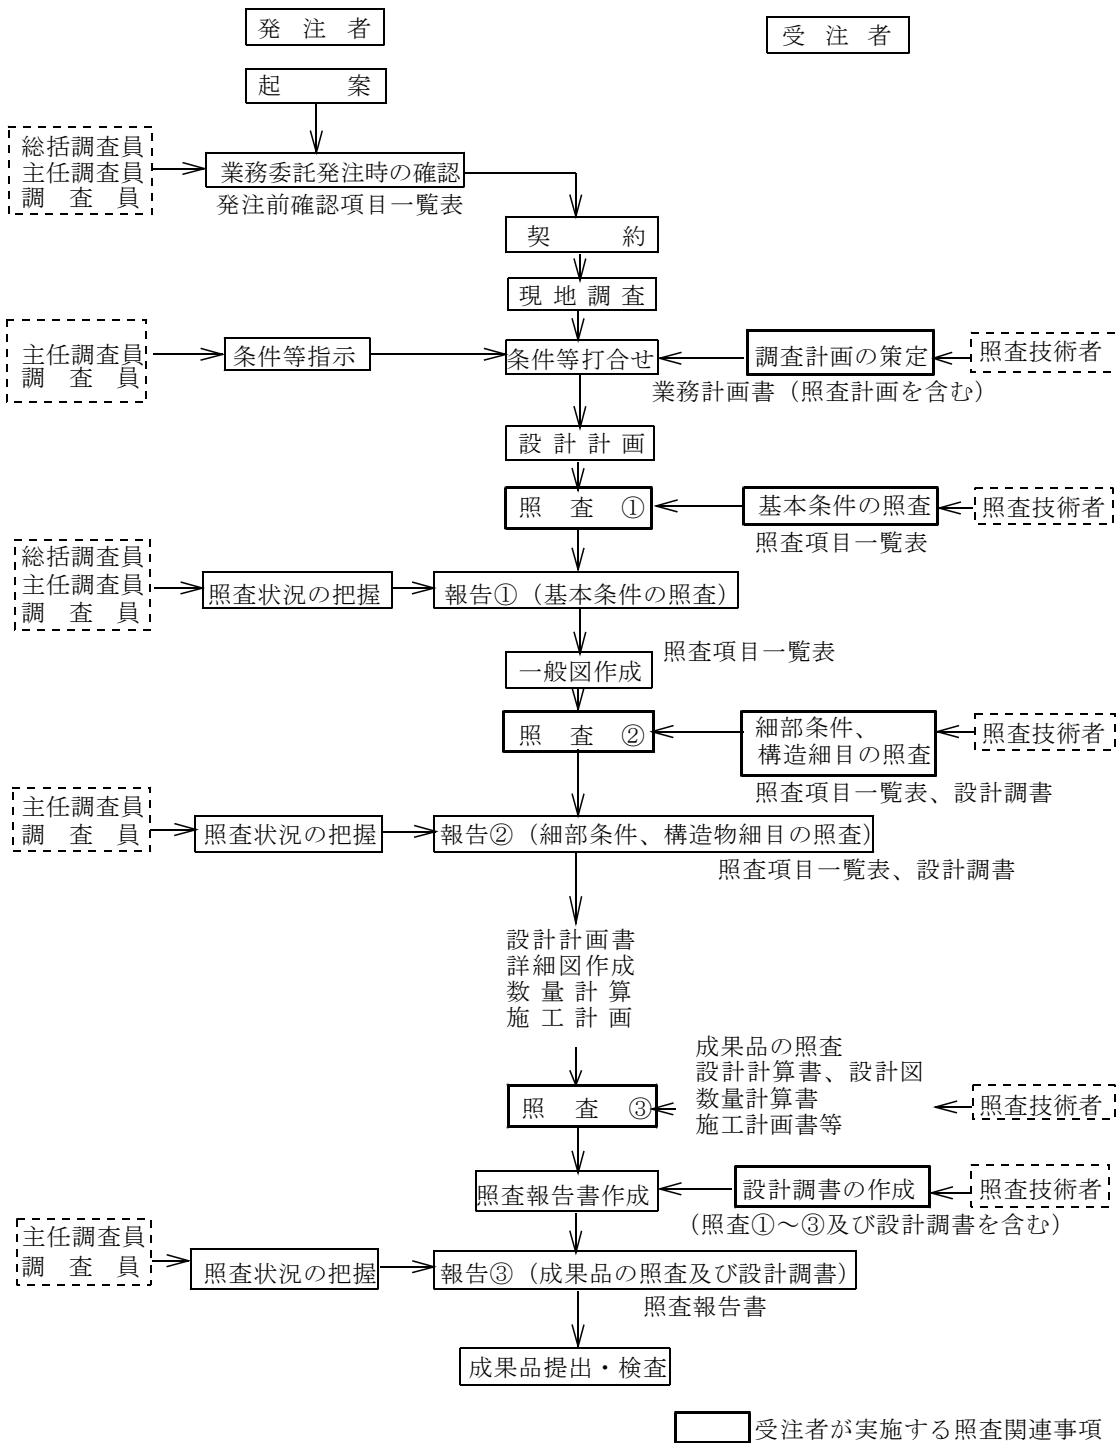 発 注 者
受 注 者
起 案
総括調査員
主任調査員
調 査 員
業務委託発注時の確認
発注前確認項目一覧表
契 約
現 地 調 査
主任調査員
調 査 員
条件等指示
条件等打合せ
調査計画の策定
照査技術者
業務計画書（照査計画を含む）
設 計 計 画
照 査 ①
基本条件の照査
照査技術者
照査項目一覧表
総括調査員
主任調査員
調 査 員
照査状況の把握
報告①（基本条件の照査）
照査項目一覧表
一般図作成
照 査 ②
細部条件、
構造細目の照査
照査技術者
照査項目一覧表、設計調書
主任調査員
調 査 員
照査状況の把握
報告②（細部条件、構造物細目の照査）
照査項目一覧表、設計調書
設計計画書
詳細図作成
数 量 計 算
施 工 計 画
成果品の照査
設計計算書、設計図
数量計算書
施工計画書等
照 査 ③
照査技術者
照査報告書作成
設計調書の作成
照査技術者
（照査①～③及び設計調書を含む）
主任調査員
調 査 員
照査状況の把握
報告③（成果品の照査及び設計調書）
照査報告書
成果品提出・検査
受注者が実施する照査関連事項